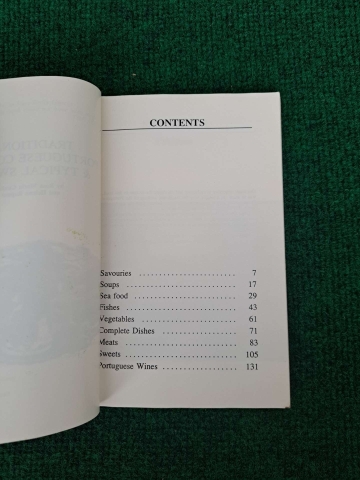 CONTENTS
Savouries 7
Soups 17
Sea food 29
Fishes 43
Vegetables 61
Complete Dishes 71
Meats 83
Sweets 105
Portuguese Wines 131